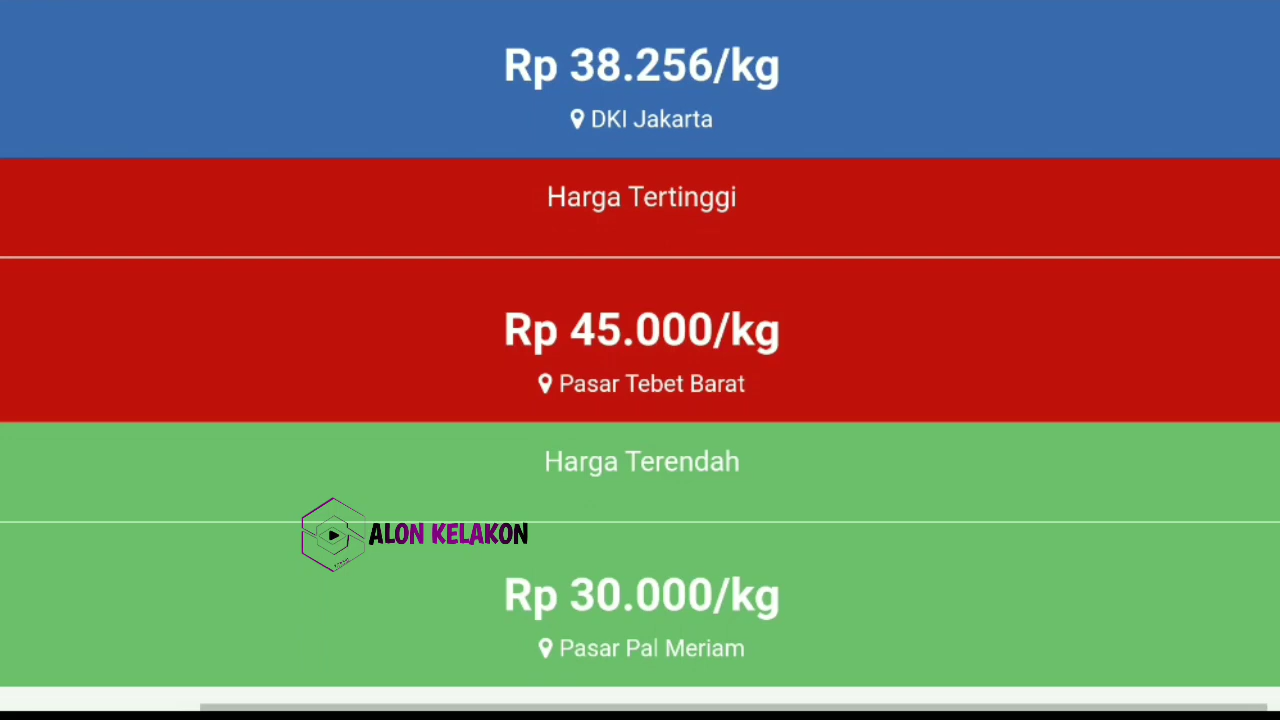 Rp 38.256/kg
DKI Jakarta
Harga Tertinggi
Rp 45.000/kg
Pasar Tebet Barat
Harga Terendah
ALON KELAKON
Rp 30.000/kg
Pasar Pal Meriam